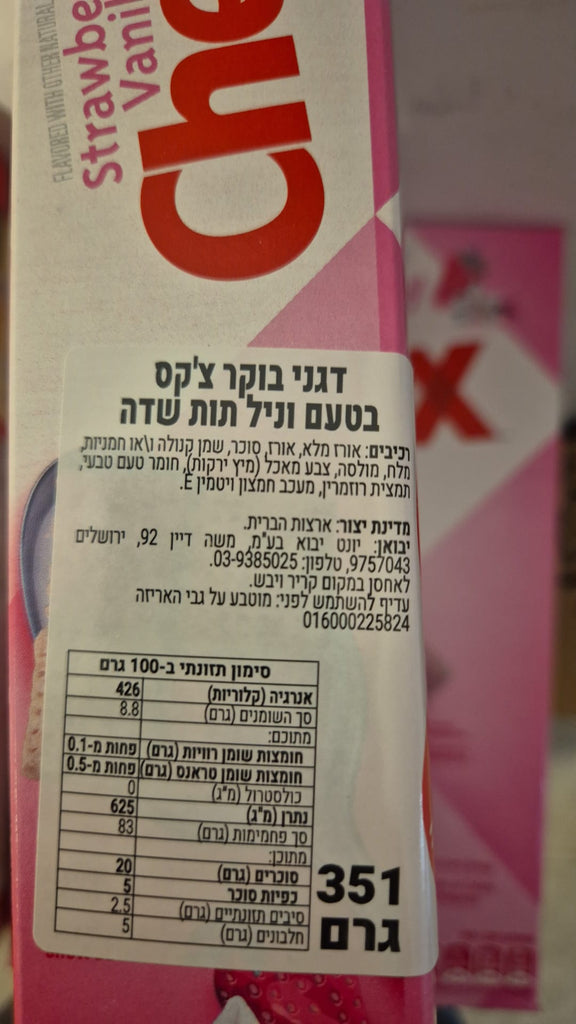 FLAVORED WITH OTHER NATURAL
Strawbe
Vanil
Che
x
דגני בוקר צ'קס
בטעם וניל תות שדה
רכיבים: אורז מלא, אורז, סוכר, שמן קנולה ו\או חמניות,
מלח, מולסה, צבע מאכל (מיץ ירקות), חומר טעם טבעי,
תמצית רוזמרין, מעכב חמצון ויטמין E.
מדינת יצור: ארצות הברית.
יבואן: יונט יבוא בע"מ, משה דיין 92, ירושלים
9757043, טלפון: 03-9385025.
לאחסן במקום קריר ויבש.
עדיף להשתמש לפני: מוטבע על גבי האריזה
016000225824
סימון תזונתי ב-100 גרם
אנרגיה (קלוריות) 426
סך השומנים (גרם) 8.8
מתוכם:
חומצות שומן רוויות (גרם) פחות מ-0.1
חומצות שומן טראנס (גרם) פחות מ-0.5
כולסטרול (מ"ג) 0
נתרן (מ"ג) 625
סך פחמימות (גרם) 83
מתוכן:
סוכרים (גרם) 20
כפיות סוכר 5
סיבים תזונתיים (גרם) 2.5
חלבונים (גרם) 5
351
גרם